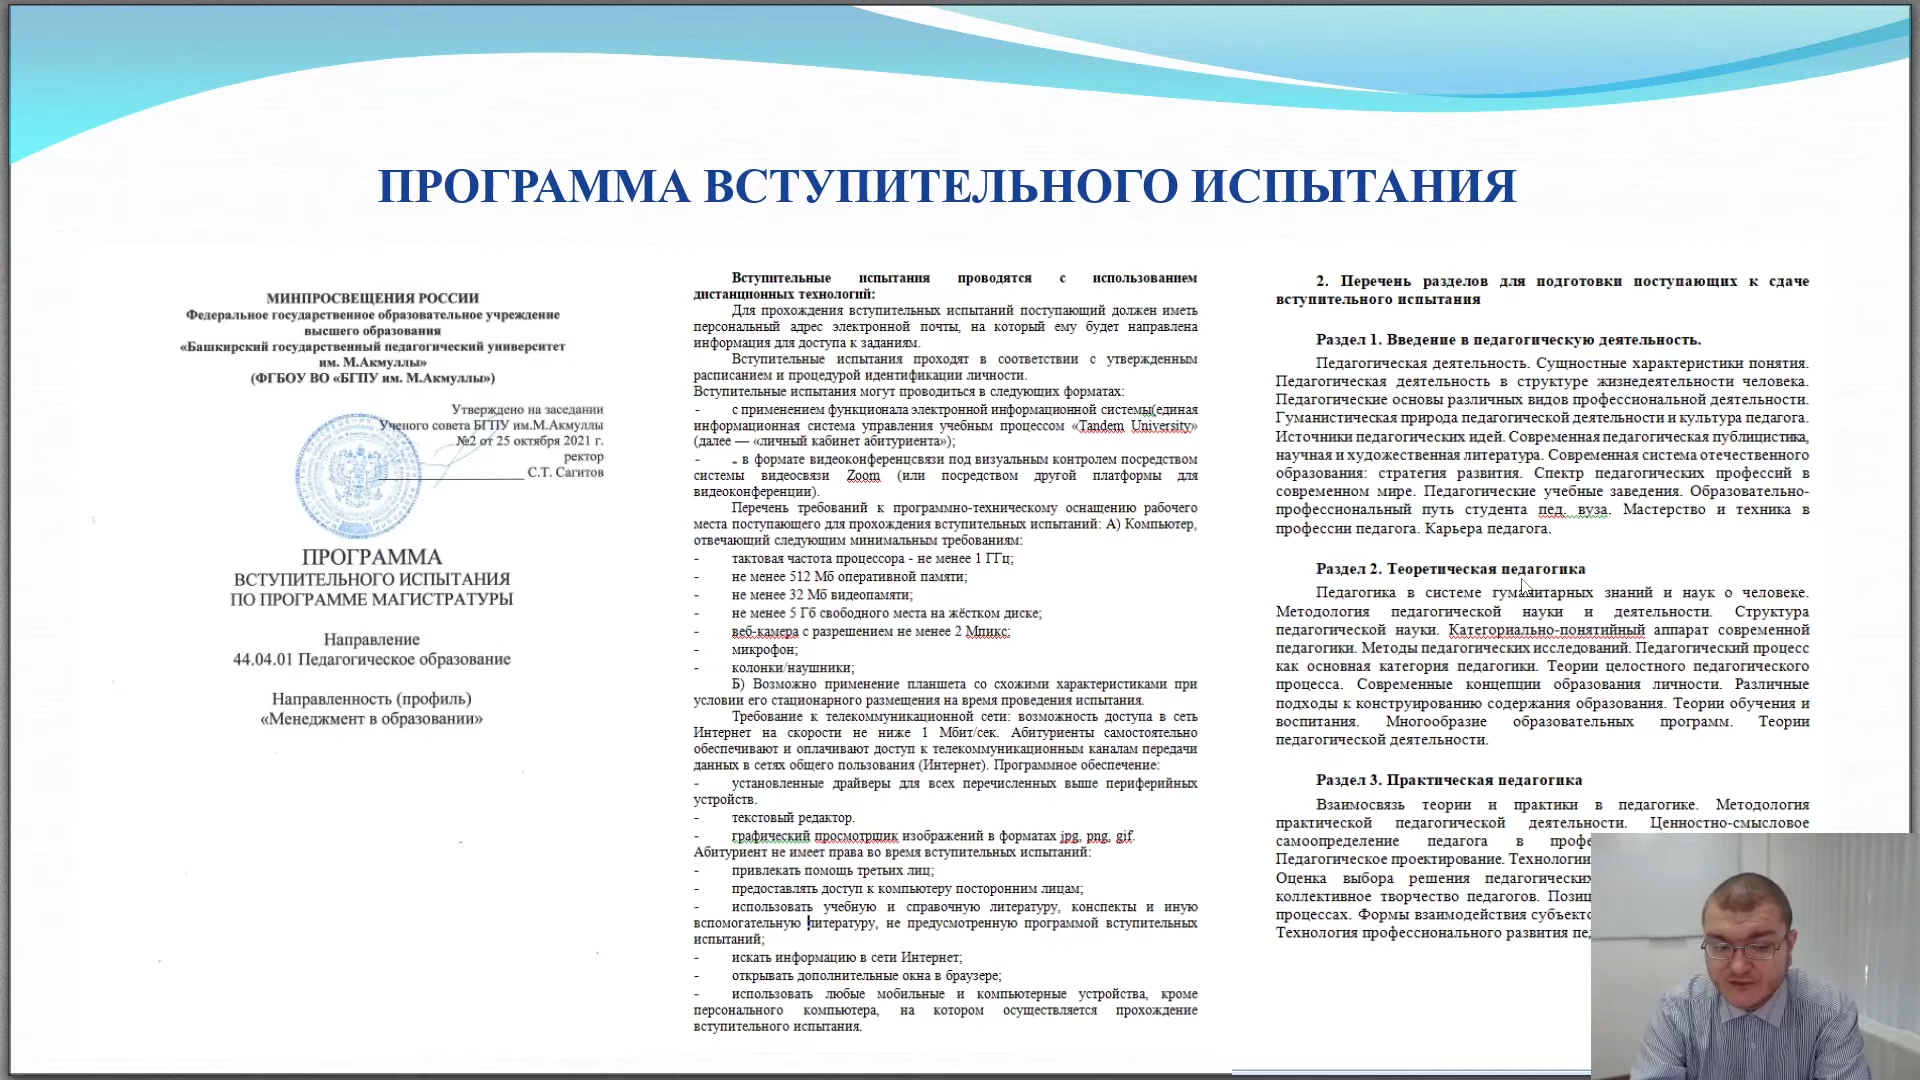 ПРОГРАММА ВСТУПИТЕЛЬНОГО ИСПЫТАНИЯ
МИНПРОСВЕЩЕНИЯ РОССИИ
Федеральное государственное образовательное учреждение
высшего образования
«Башкирский государственный педагогический университет
им. М.Акмуллы»
(ФГБОУ ВО «БГПУ им. М.Акмуллы»)
Утверждено на заседании
Ученого совета БГПУ им.М.Акмуллы
№2 от 25 октября 2021 г.
ректор
С.Т. Сагитов
ПРОГРАММА
ВСТУПИТЕЛЬНОГО ИСПЫТАНИЯ
ПО ПРОГРАММЕ МАГИСТРАТУРЫ
Направление
44.04.01 Педагогическое образование
Направленность (профиль)
«Менеджмент в образовании»
Вступительные испытания проводятся с использованием
дистанционных технологий:
Для прохождения вступительных испытаний поступающий должен иметь
персональный адрес электронной почты, на который ему будет направлена
информация для доступа к заданиям.
Вступительные испытания проходят в соответствии с утвержденным
расписанием и процедурой идентификации личности.
Вступительные испытания могут проводиться в следующих форматах:
- с применением функционала электронной информационной системы(единая
информационная система управления учебным процессом «Tandem University»
(далее — «личный кабинет абитуриента»);
- - в формате видеоконференцсвязи под визуальным контролем посредством
системы видеосвязи Zoom (или посредством другой платформы для
видеоконференции).
Перечень требований к программно-техническому оснащению рабочего
места поступающего для прохождения вступительных испытаний: А) Компьютер,
отвечающий следующим минимальным требованиям:
- тактовая частота процессора - не менее 1 ГГц;
- не менее 512 Мб оперативной памяти;
- не менее 32 Мб видеопамяти;
- не менее 5 Гб свободного места на жёстком диске;
- веб-камера с разрешением не менее 2 Мпикс;
- микрофон;
- колонки/наушники;
Б) Возможно применение планшета со схожими характеристиками при
условии его стационарного размещения на время проведения испытания.
Требование к телекоммуникационной сети: возможность доступа в сеть
Интернет на скорости не ниже 1 Мбит/сек. Абитуриенты самостоятельно
обеспечивают и оплачивают доступ к телекоммуникационным каналам передачи
данных в сетях общего пользования (Интернет). Программное обеспечение:
- установленные драйверы для всех перечисленных выше периферийных
устройств.
- текстовый редактор.
- графический просмотрщик изображений в форматах jpg, png, gif.
Абитуриент не имеет права во время вступительных испытаний:
- привлекать помощь третьих лиц;
- предоставлять доступ к компьютеру посторонним лицам;
- использовать учебную и справочную литературу, конспекты и иную
вспомогательную литературу, не предусмотренную программой вступительных
испытаний;
- искать информацию в сети Интернет;
- открывать дополнительные окна в браузере;
- использовать любые мобильные и компьютерные устройства, кроме
персонального компьютера, на котором осуществляется прохождение
вступительного испытания.
2. Перечень разделов для подготовки поступающих к сдаче
вступительного испытания
Раздел 1. Введение в педагогическую деятельность.
Педагогическая деятельность. Сущностные характеристики понятия.
Педагогическая деятельность в структуре жизнедеятельности человека.
Педагогические основы различных видов профессиональной деятельности.
Гуманистическая природа педагогической деятельности и культура педагога.
Источники педагогических идей. Современная педагогическая публицистика,
научная и художественная литература. Современная система отечественного
образования: стратегия развития. Спектр педагогических профессий в
современном мире. Педагогические учебные заведения. Образовательно-
профессиональный путь студента пед. вуза. Мастерство и техника в
профессии педагога. Карьера педагога.
Раздел 2. Теоретическая педагогика
Педагогика в системе гуманитарных знаний и наук о человеке.
Методология педагогической науки и деятельности. Структура
педагогической науки. Категориально-понятийный аппарат современной
педагогики. Методы педагогических исследований. Педагогический процесс
как основная категория педагогики. Теории целостного педагогического
процесса. Современные концепции образования личности. Различные
подходы к конструированию содержания образования. Теории обучения и
воспитания. Многообразие образовательных программ. Теории
педагогической деятельности.
Раздел 3. Практическая педагогика
Взаимосвязь теории и практики в педагогике. Методология
практической педагогической деятельности. Ценностно-смысловое
самоопределение педагога в профе
Педагогическое проектирование. Технологии
Оценка выбора решения педагогических
коллективное творчество педагогов. Позиц
процессах. Формы взаимодействия субъекто
Технология профессионального развития пед